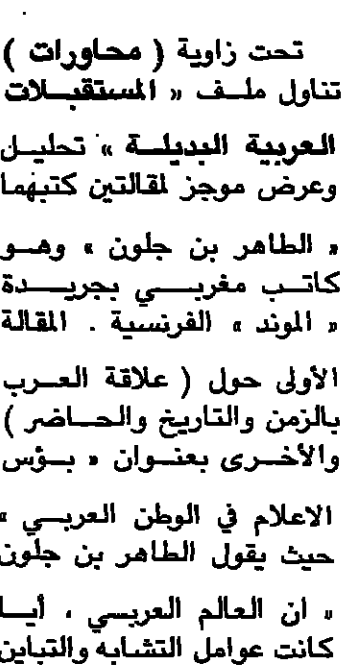 تحت زاوية ( محاورات )
تناول ملف « المستقبلات
العربية البديلة » تحليل
وعرض موجز لمقالتين كتبهما
« الطاهر بن جلون » وهو
كاتب مغربي بجريدة
« الموند » الفرنسية . المقالة
الأولى حول ( علاقة العرب
بالزمن والتاريخ والحاضر )
والأخرى بعنوان « بؤس
الاعلام في الوطن العربي »
حيث يقول الطاهر بن جلون
« ان العالم العربي ، أيا
كانت عوامل التشابه والتباين